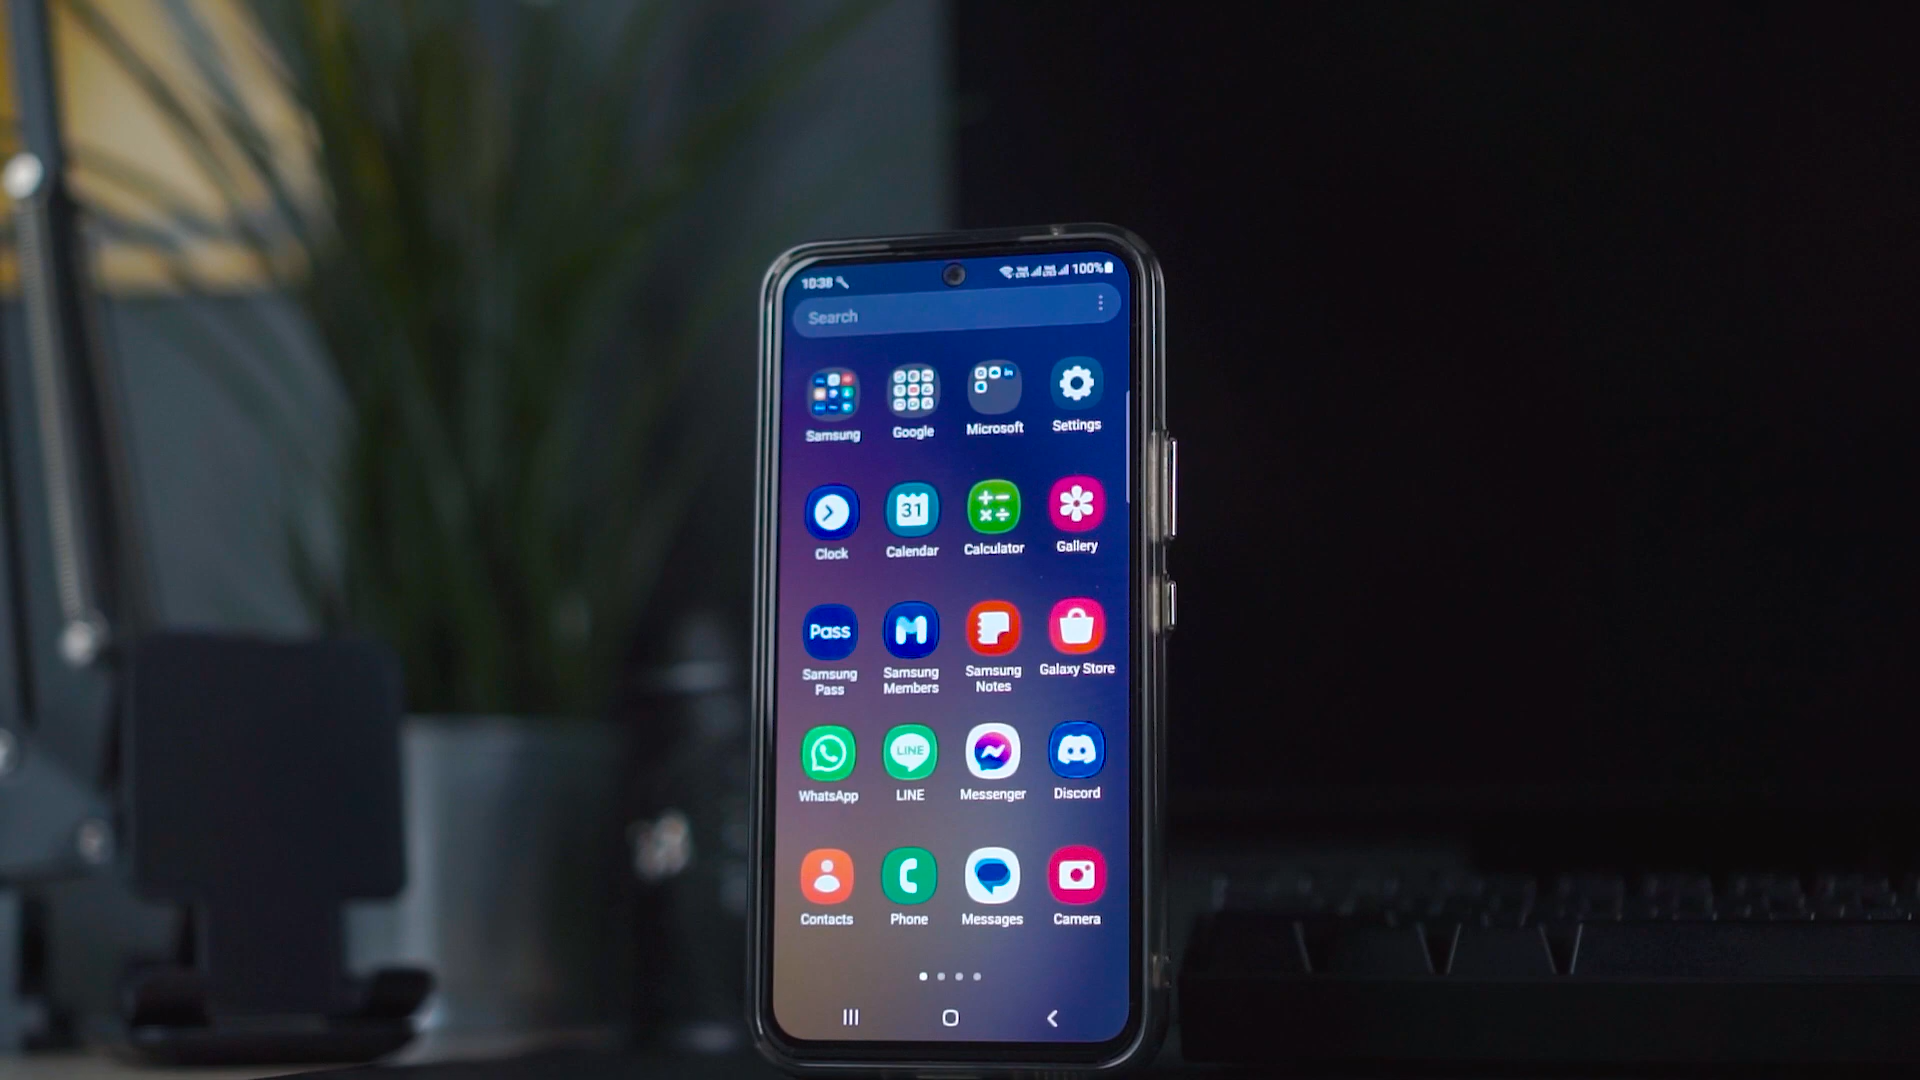 10:38 100%
Search
Samsung Google Microsoft Settings
31
Clock Calendar Calculator Gallery
Pass
Samsung Pass Samsung Members Samsung Notes Galaxy Store
LINE
WhatsApp LINE Messenger Discord
Contacts Phone Messages Camera